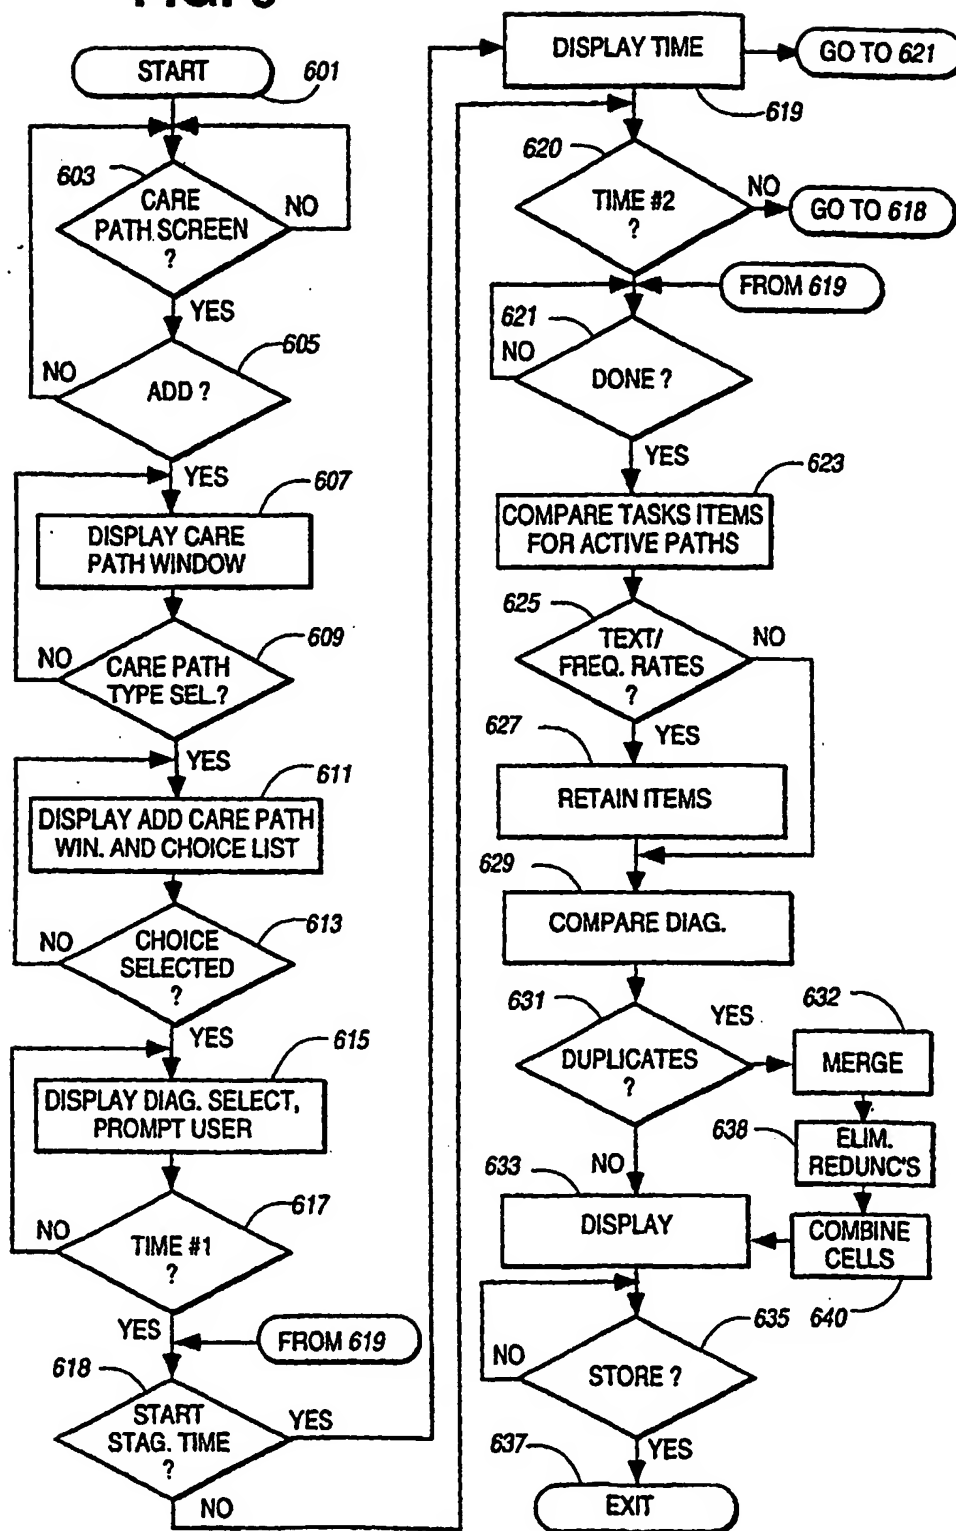 START
601
603
CARE
PATH SCREEN
?
NO
YES
605
NO
ADD ?
YES
607
DISPLAY CARE
PATH WINDOW
609
NO
CARE PATH
TYPE SEL.?
YES
611
DISPLAY ADD CARE PATH
WIN. AND CHOICE LIST
613
NO
CHOICE
SELECTED
?
YES
615
DISPLAY DIAG. SELECT,
PROMPT USER
617
NO
TIME #1
?
YES
FROM 619
618
START
STAG. TIME
?
YES
NO
DISPLAY TIME
GO TO 621
619
620
TIME #2
?
NO
GO TO 618
FROM 619
621
NO
DONE ?
YES
623
COMPARE TASKS ITEMS
FOR ACTIVE PATHS
625
TEXT/
FREQ. RATES
?
NO
YES
627
RETAIN ITEMS
629
COMPARE DIAG.
631
DUPLICATES
?
YES
632
MERGE
638
ELIM.
REDUNC'S
NO
633
DISPLAY
COMBINE
CELLS
640
635
NO
STORE ?
YES
637
EXIT